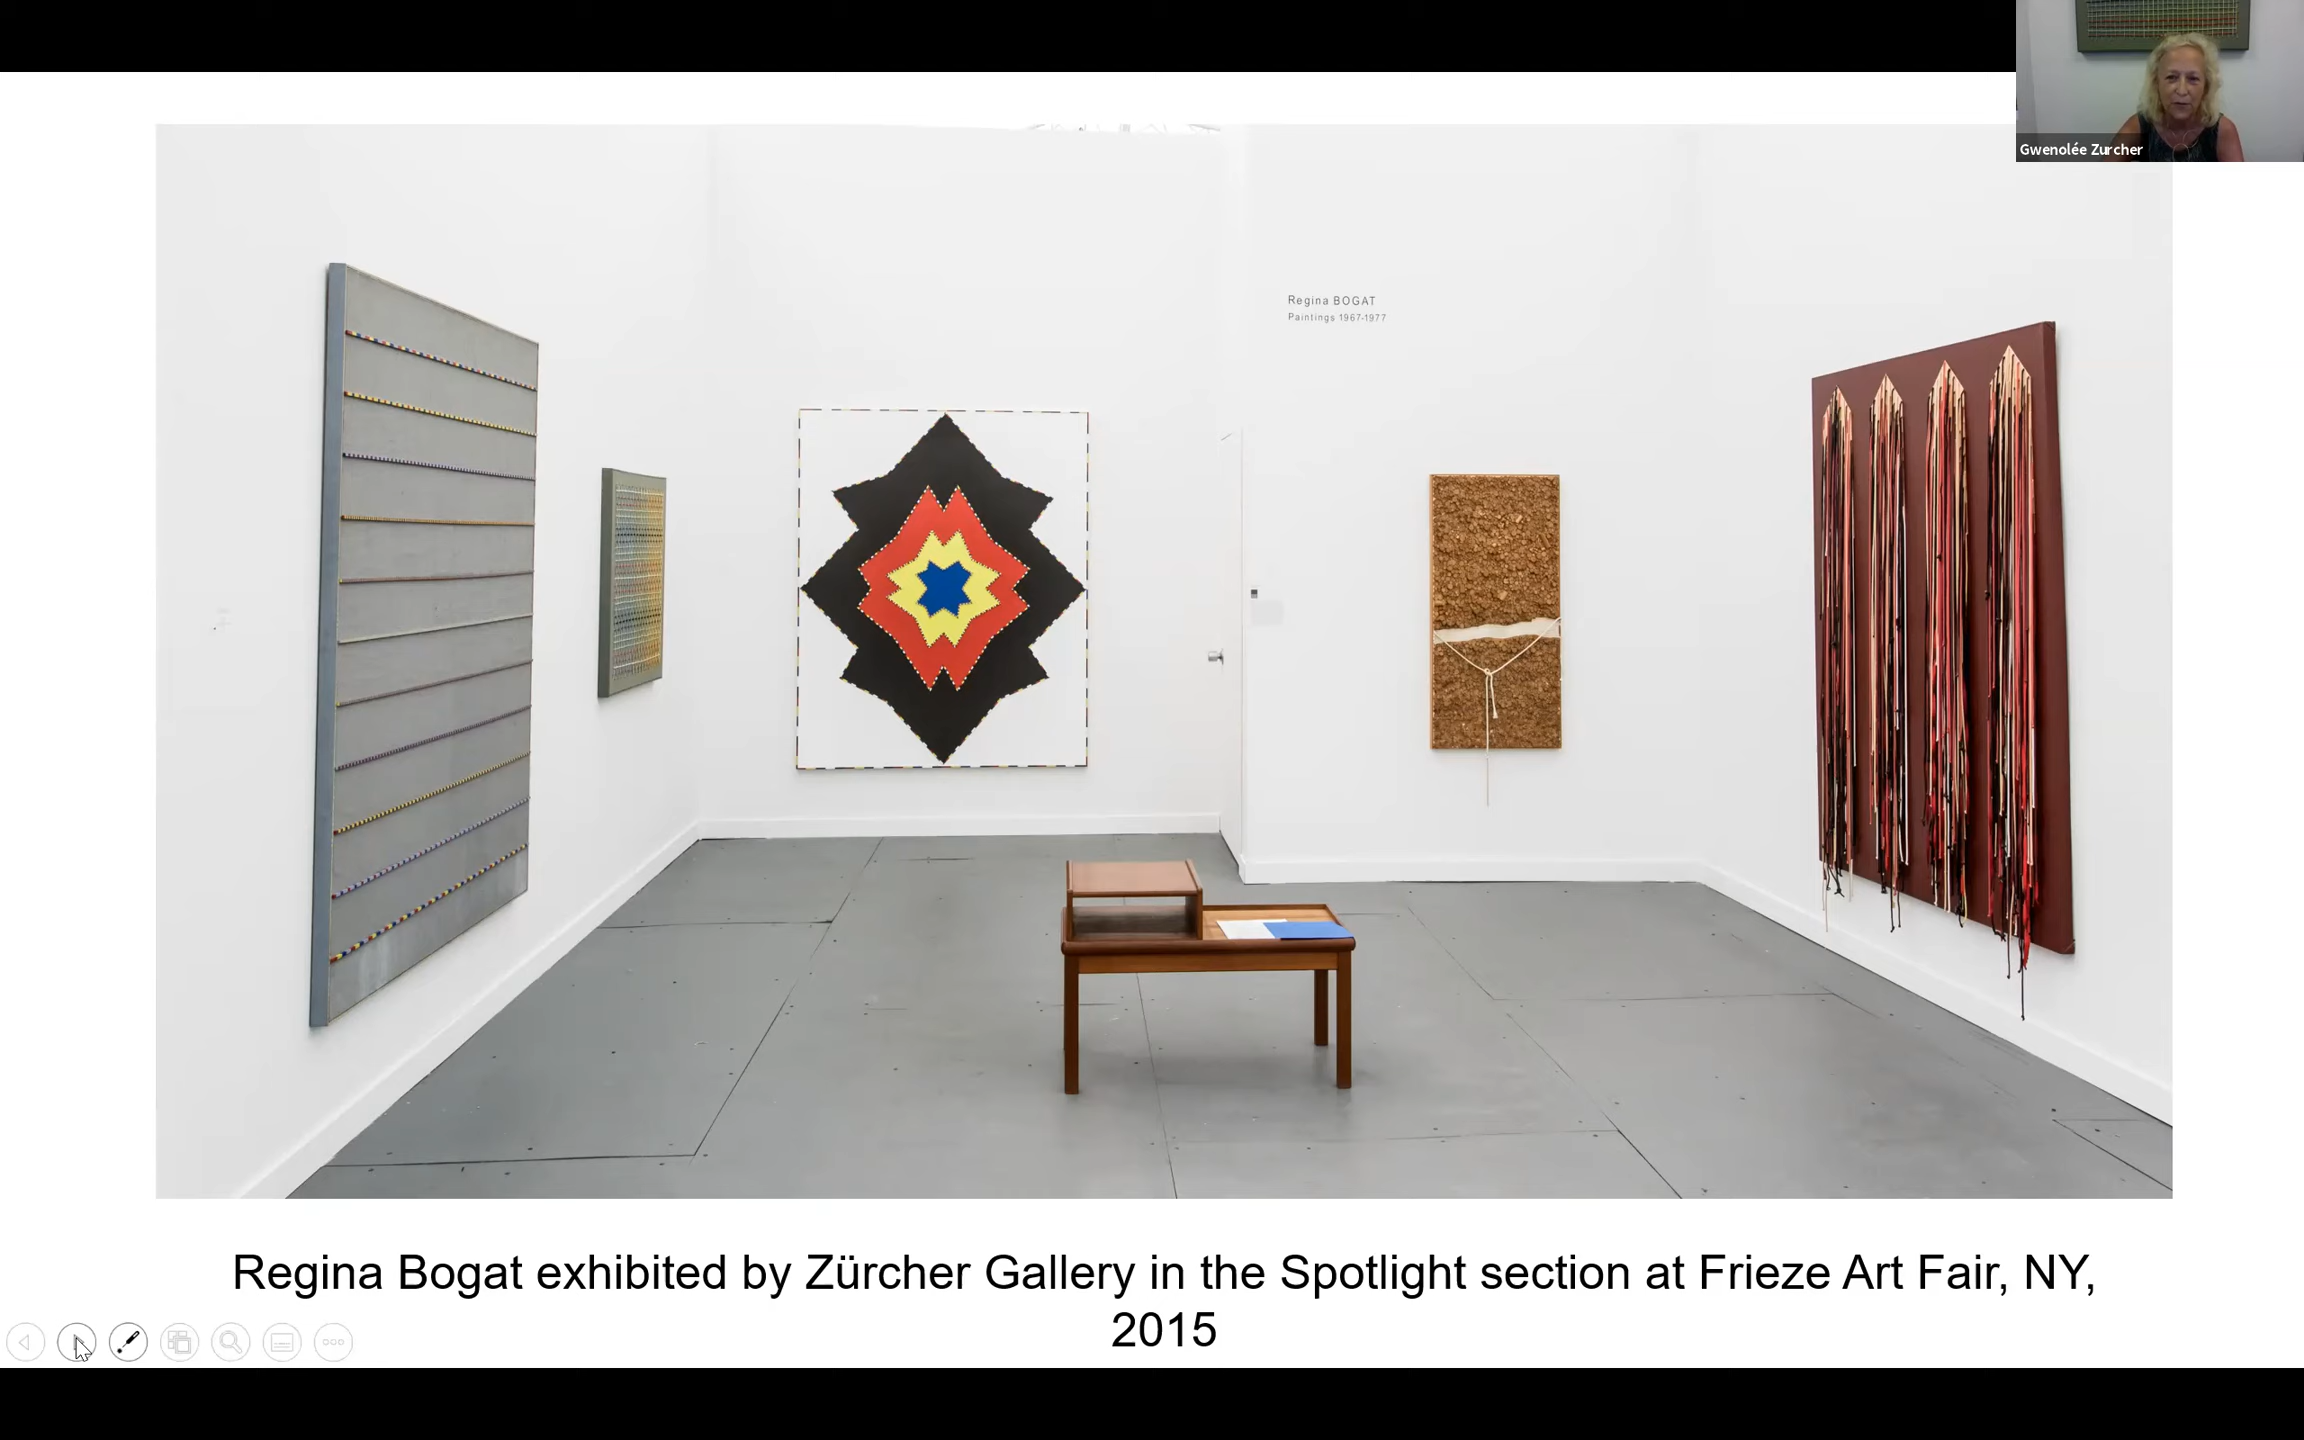 Gwenolée Zurcher
Regina BOGAT
Paintings 1967-1977
Regina Bogat exhibited by Zürcher Gallery in the Spotlight section at Frieze Art Fair, NY,
2015